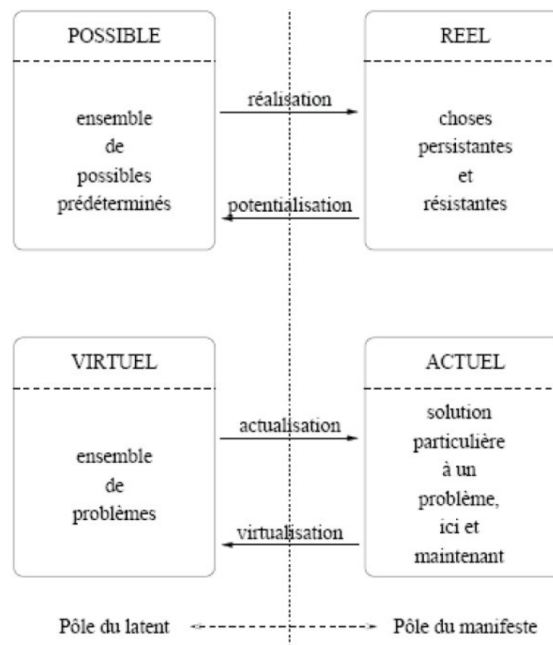 POSSIBLE
ensemble
de
possibles
prédéterminés
réalisation
potentialisation
REEL
choses
persistantes
et
résistantes
VIRTUEL
ensemble
de
problèmes
actualisation
virtualisation
ACTUEL
solution
particulière
à un
problème,
ici et
maintenant
Pôle du latent
Pôle du manifeste